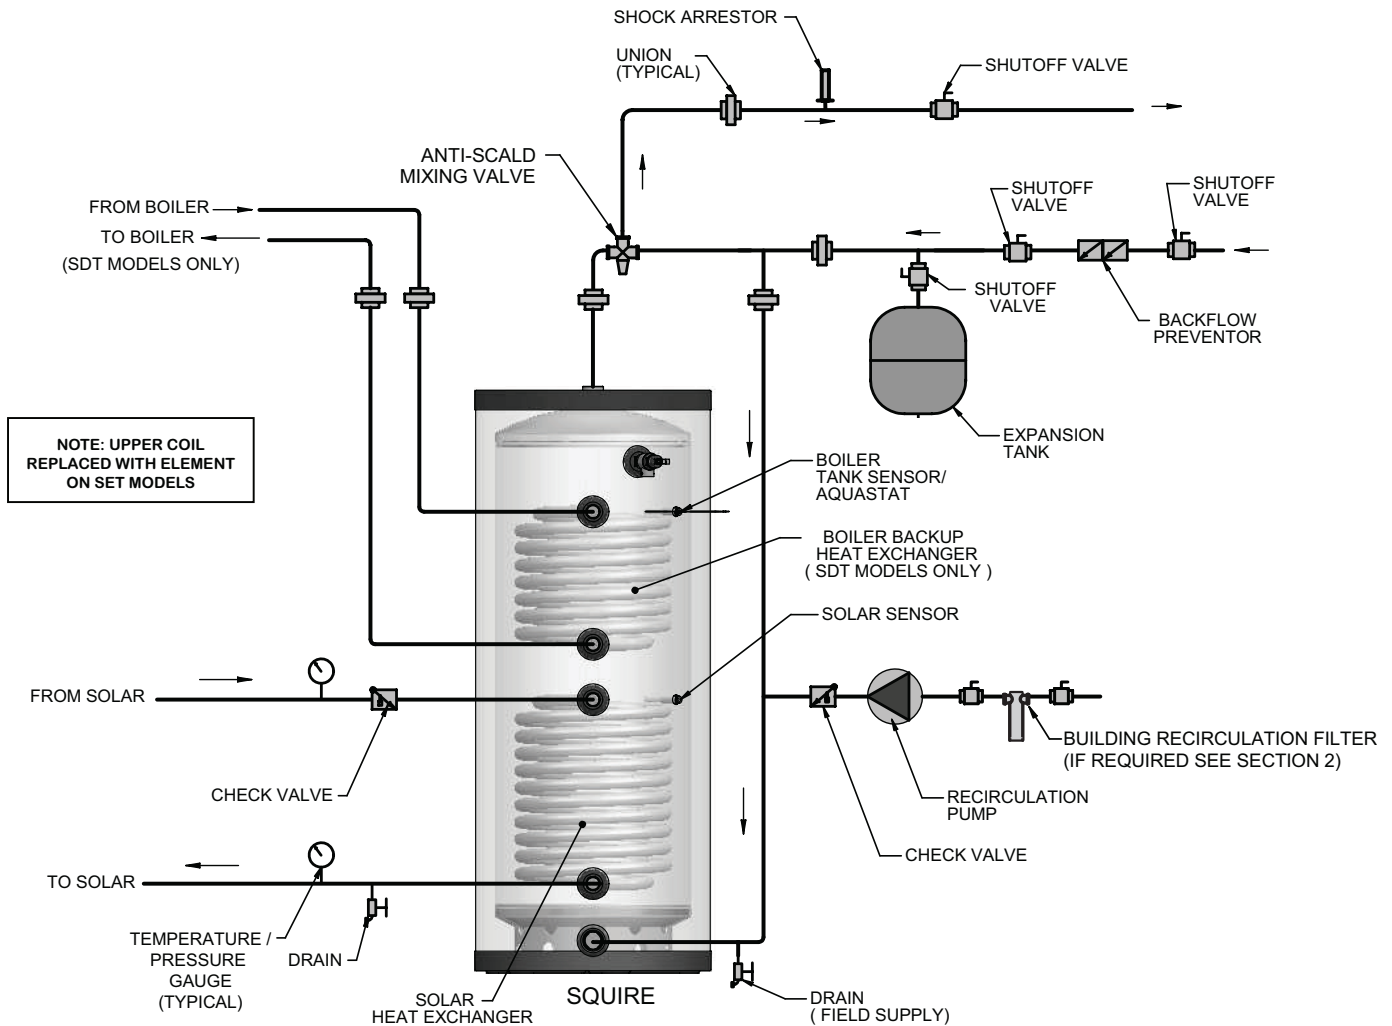 SHOCK ARRESTOR
UNION
(TYPICAL)
SHUTOFF VALVE
ANTI-SCALD
MIXING VALVE
SHUTOFF
VALVE
SHUTOFF
VALVE
FROM BOILER
TO BOILER
(SDT MODELS ONLY)
SHUTOFF
VALVE
BACKFLOW
PREVENTOR
NOTE: UPPER COIL
REPLACED WITH ELEMENT
ON SET MODELS
EXPANSION
TANK
BOILER
TANK SENSOR/
AQUASTAT
BOILER BACKUP
HEAT EXCHANGER
( SDT MODELS ONLY )
SOLAR SENSOR
FROM SOLAR
BUILDING RECIRCULATION FILTER
(IF REQUIRED SEE SECTION 2)
CHECK VALVE
RECIRCULATION
PUMP
CHECK VALVE
TO SOLAR
TEMPERATURE /
PRESSURE
GAUGE
(TYPICAL)
DRAIN
SOLAR
HEAT EXCHANGER
SQUIRE
DRAIN
( FIELD SUPPLY)